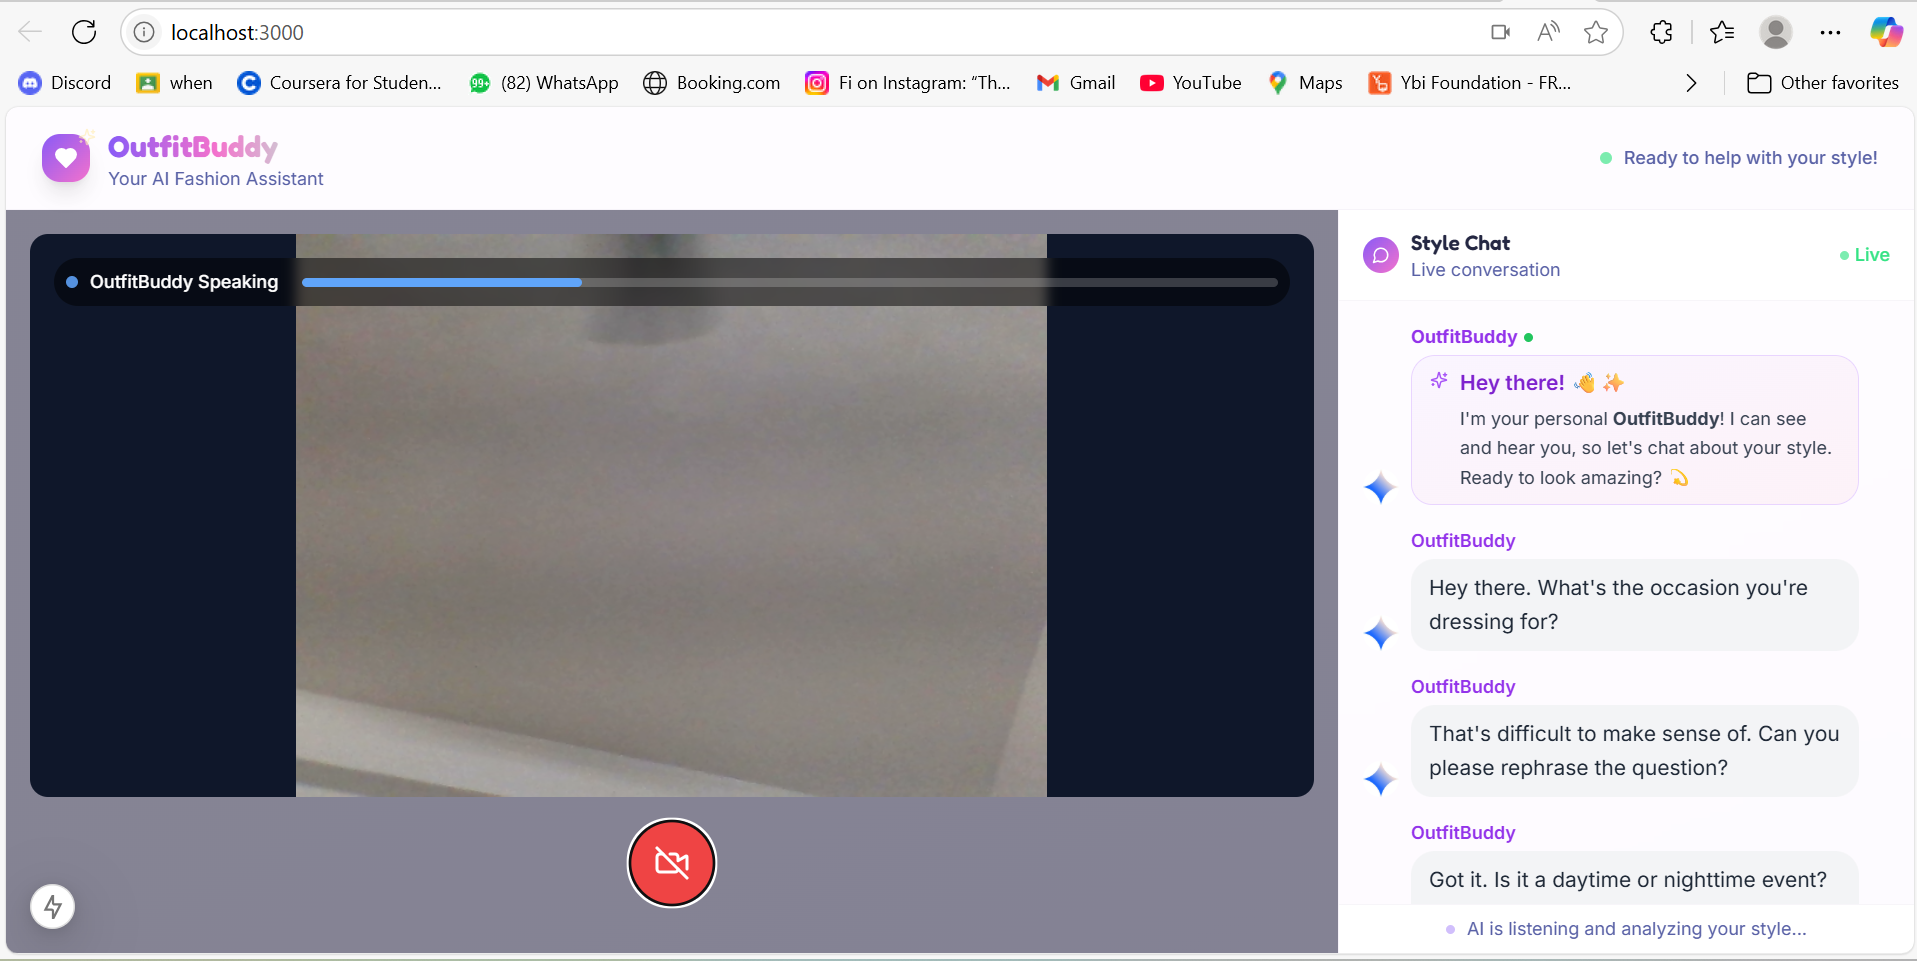 localhost:3000
Discord
when
Coursera for Studen...
99+
(82) WhatsApp
Booking.com
Fi on Instagram: “Th...
Gmail
YouTube
Maps
Ybi Foundation - FR...
Other favorites
OutfitBuddy
Your AI Fashion Assistant
Ready to help with your style!
OutfitBuddy Speaking
Style Chat
Live conversation
Live
OutfitBuddy
Hey there! 👋 ✨
I'm your personal OutfitBuddy! I can see
and hear you, so let's chat about your style.
Ready to look amazing? 💫
OutfitBuddy
Hey there. What's the occasion you're
dressing for?
OutfitBuddy
That's difficult to make sense of. Can you
please rephrase the question?
OutfitBuddy
Got it. Is it a daytime or nighttime event?
AI is listening and analyzing your style...